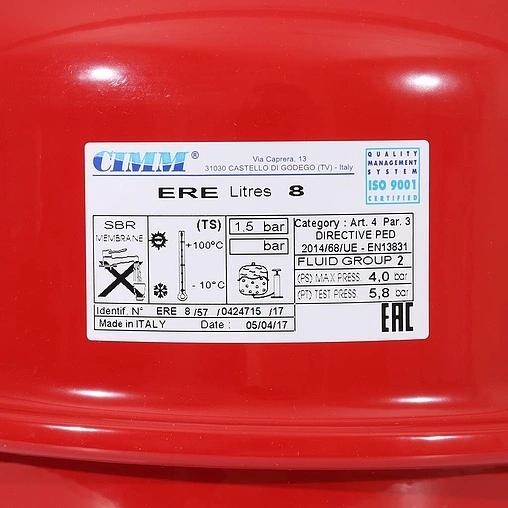 CIMM®
Via Caprera, 13
31030 CASTELLO DI GODEGO (TV) - Italy
QUALITY
MANAGEMENT
SYSTEM
ISO 9001
CERTIFIED
ERE Litres 8
SBR
MEMBRANE
(TS)
+100°C
- 10°C
1,5 bar
bar
Category : Art. 4 Par. 3
DIRECTIVE PED
2014/68/UE - EN13831
FLUID GROUP 2
(PS) MAX PRESS. 4,0 bar
(PT) TEST PRESS. 5,8 bar
Identif. N° ERE 8/57 /0424715 /17
Made in ITALY Date : 05/04/17
EAC